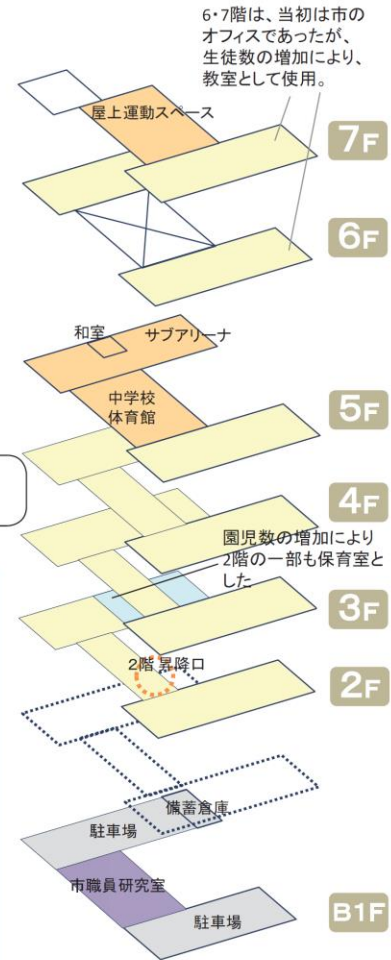 6・7階は、当初は市の
オフィスであったが、
生徒数の増加により、
教室として使用。
屋上運動スペース
7F
6F
和室
サブアリーナ
中学校
体育館
5F
4F
園児数の増加により
2階の一部も保育室と
した
3F
2階 昇降口
2F
備蓄倉庫
駐車場
市職員研究室
駐車場
B1F